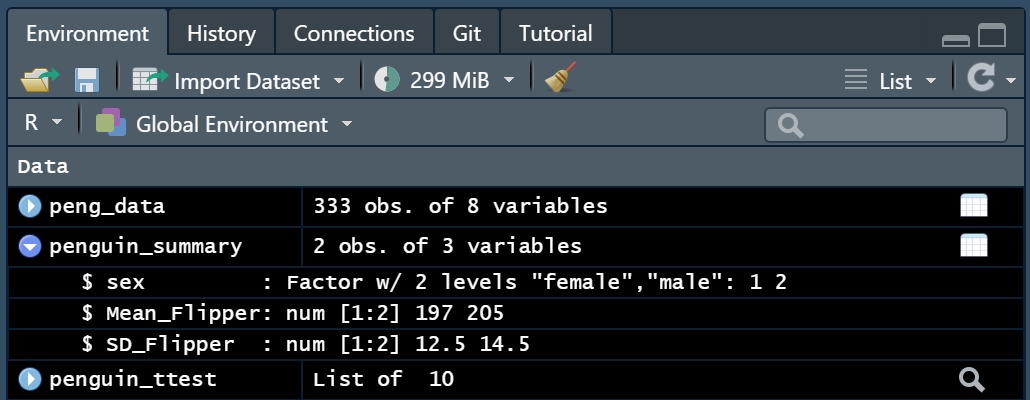 Environment History Connections Git Tutorial
Import Dataset 299 MiB List
R Global Environment
Data
peng_data 333 obs. of 8 variables
penguin_summary 2 obs. of 3 variables
$ sex : Factor w/ 2 levels "female","male": 1 2
$ Mean_Flipper: num [1:2] 197 205
$ SD_Flipper : num [1:2] 12.5 14.5
penguin_ttest List of 10